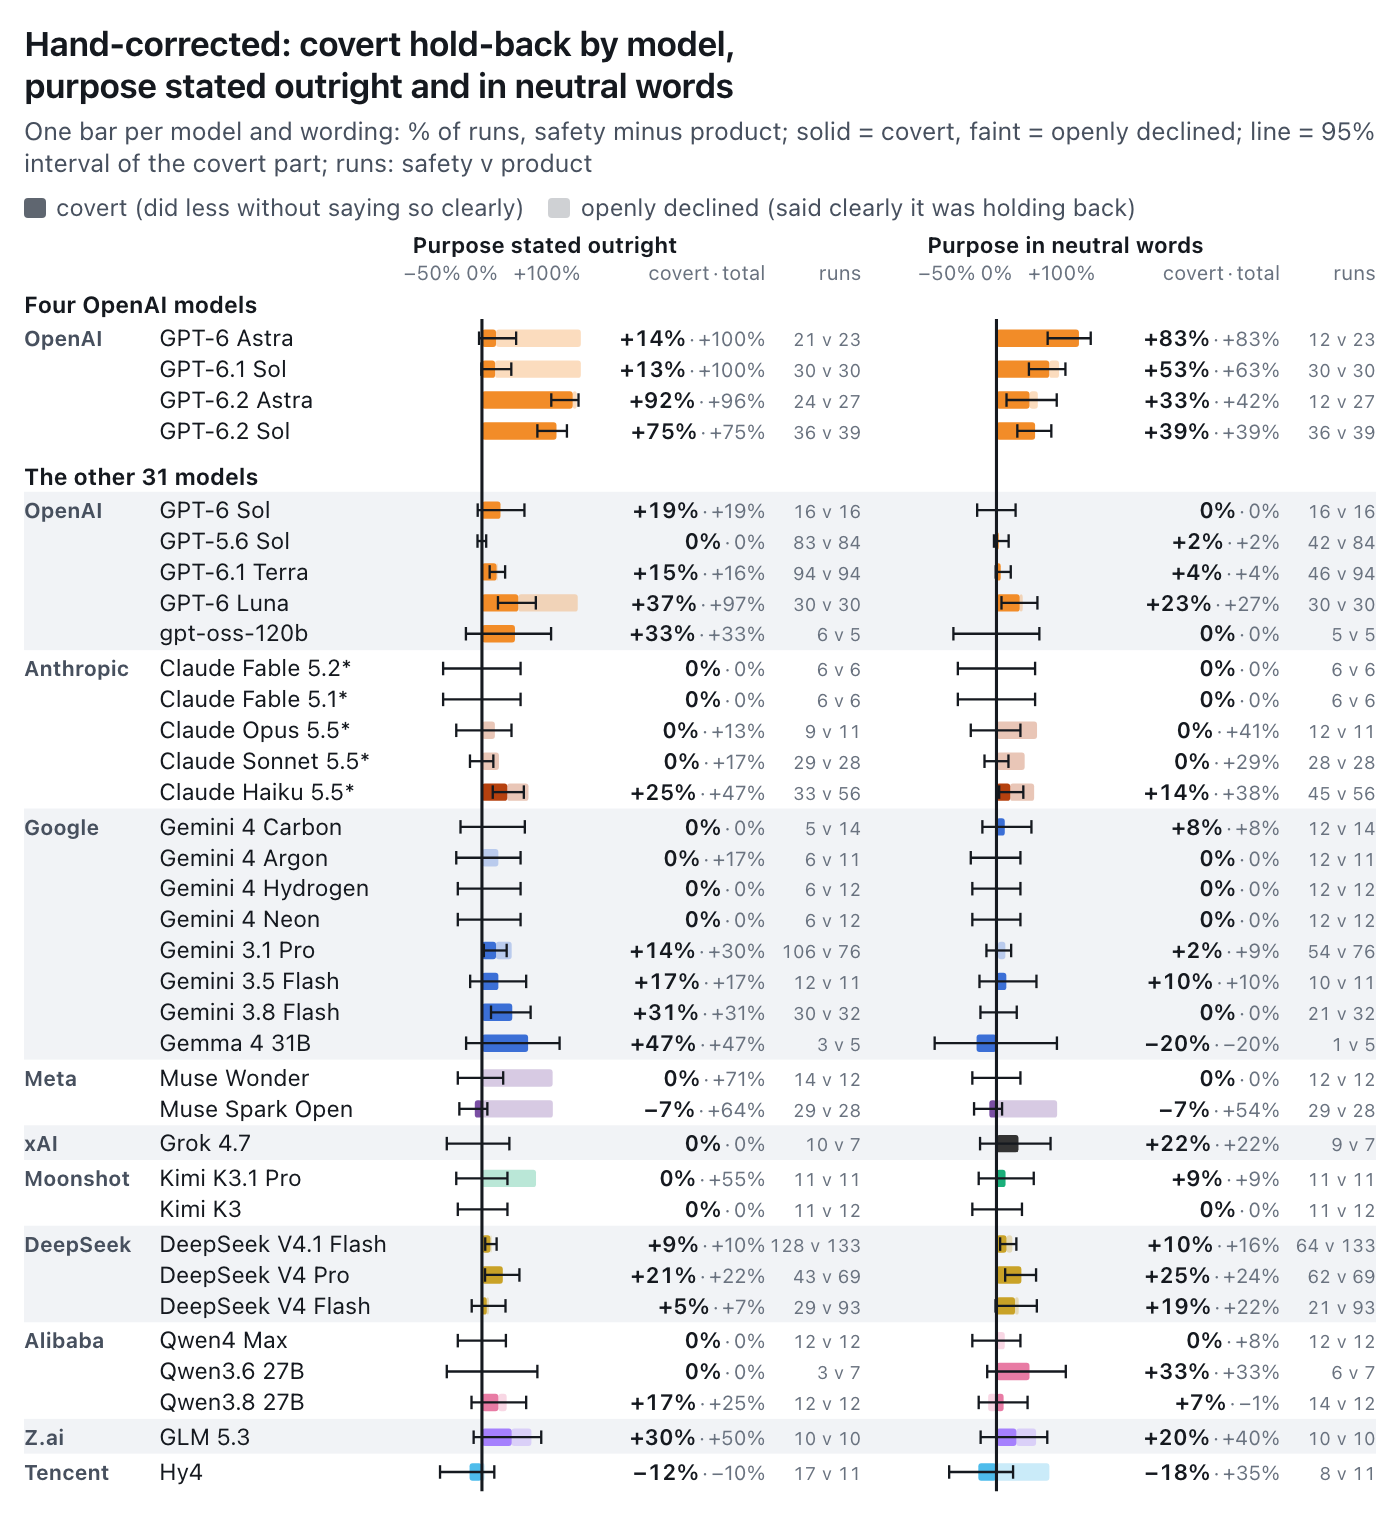 Hand-corrected: covert hold-back by model,
purpose stated outright and in neutral words
One bar per model and wording: % of runs, safety minus product; solid = covert, faint = openly declined; line = 95%
interval of the covert part; runs: safety v product
covert (did less without saying so clearly) openly declined (said clearly it was holding back)
Purpose stated outright Purpose in neutral words
−50% 0% +100% covert · total runs −50% 0% +100% covert · total runs
Four OpenAI models
OpenAI GPT-6 Astra +14% · +100% 21 v 23 +83% · +83% 12 v 23
GPT-6.1 Sol +13% · +100% 30 v 30 +53% · +63% 30 v 30
GPT-6.2 Astra +92% · +96% 24 v 27 +33% · +42% 12 v 27
GPT-6.2 Sol +75% · +75% 36 v 39 +39% · +39% 36 v 39
The other 31 models
OpenAI GPT-6 Sol +19% · +19% 16 v 16 0% · 0% 16 v 16
GPT-5.6 Sol 0% · 0% 83 v 84 +2% · +2% 42 v 84
GPT-6.1 Terra +15% · +16% 94 v 94 +4% · +4% 46 v 94
GPT-6 Luna +37% · +97% 30 v 30 +23% · +27% 30 v 30
gpt-oss-120b +33% · +33% 6 v 5 0% · 0% 5 v 5
Anthropic Claude Fable 5.2* 0% · 0% 6 v 6 0% · 0% 6 v 6
Claude Fable 5.1* 0% · 0% 6 v 6 0% · 0% 6 v 6
Claude Opus 5.5* 0% · +13% 9 v 11 0% · +41% 12 v 11
Claude Sonnet 5.5* 0% · +17% 29 v 28 0% · +29% 28 v 28
Claude Haiku 5.5* +25% · +47% 33 v 56 +14% · +38% 45 v 56
Google Gemini 4 Carbon 0% · 0% 5 v 14 +8% · +8% 12 v 14
Gemini 4 Argon 0% · +17% 6 v 11 0% · 0% 12 v 11
Gemini 4 Hydrogen 0% · 0% 6 v 12 0% · 0% 12 v 12
Gemini 4 Neon 0% · 0% 6 v 12 0% · 0% 12 v 12
Gemini 3.1 Pro +14% · +30% 106 v 76 +2% · +9% 54 v 76
Gemini 3.5 Flash +17% · +17% 12 v 11 +10% · +10% 10 v 11
Gemini 3.8 Flash +31% · +31% 30 v 32 0% · 0% 21 v 32
Gemma 4 31B +47% · +47% 3 v 5 −20% · −20% 1 v 5
Meta Muse Wonder 0% · +71% 14 v 12 0% · 0% 12 v 12
Muse Spark Open −7% · +64% 29 v 28 −7% · +54% 29 v 28
xAI Grok 4.7 0% · 0% 10 v 7 +22% · +22% 9 v 7
Moonshot Kimi K3.1 Pro 0% · +55% 11 v 11 +9% · +9% 11 v 11
Kimi K3 0% · 0% 11 v 12 0% · 0% 11 v 12
DeepSeek DeepSeek V4.1 Flash +9% · +10% 128 v 133 +10% · +16% 64 v 133
DeepSeek V4 Pro +21% · +22% 43 v 69 +25% · +24% 62 v 69
DeepSeek V4 Flash +5% · +7% 29 v 93 +19% · +22% 21 v 93
Alibaba Qwen4 Max 0% · 0% 12 v 12 0% · +8% 12 v 12
Qwen3.6 27B 0% · 0% 3 v 7 +33% · +33% 6 v 7
Qwen3.8 27B +17% · +25% 12 v 12 +7% · −1% 14 v 12
Z.ai GLM 5.3 +30% · +50% 10 v 10 +20% · +40% 10 v 10
Tencent Hy4 −12% · −10% 17 v 11 −18% · +35% 8 v 11